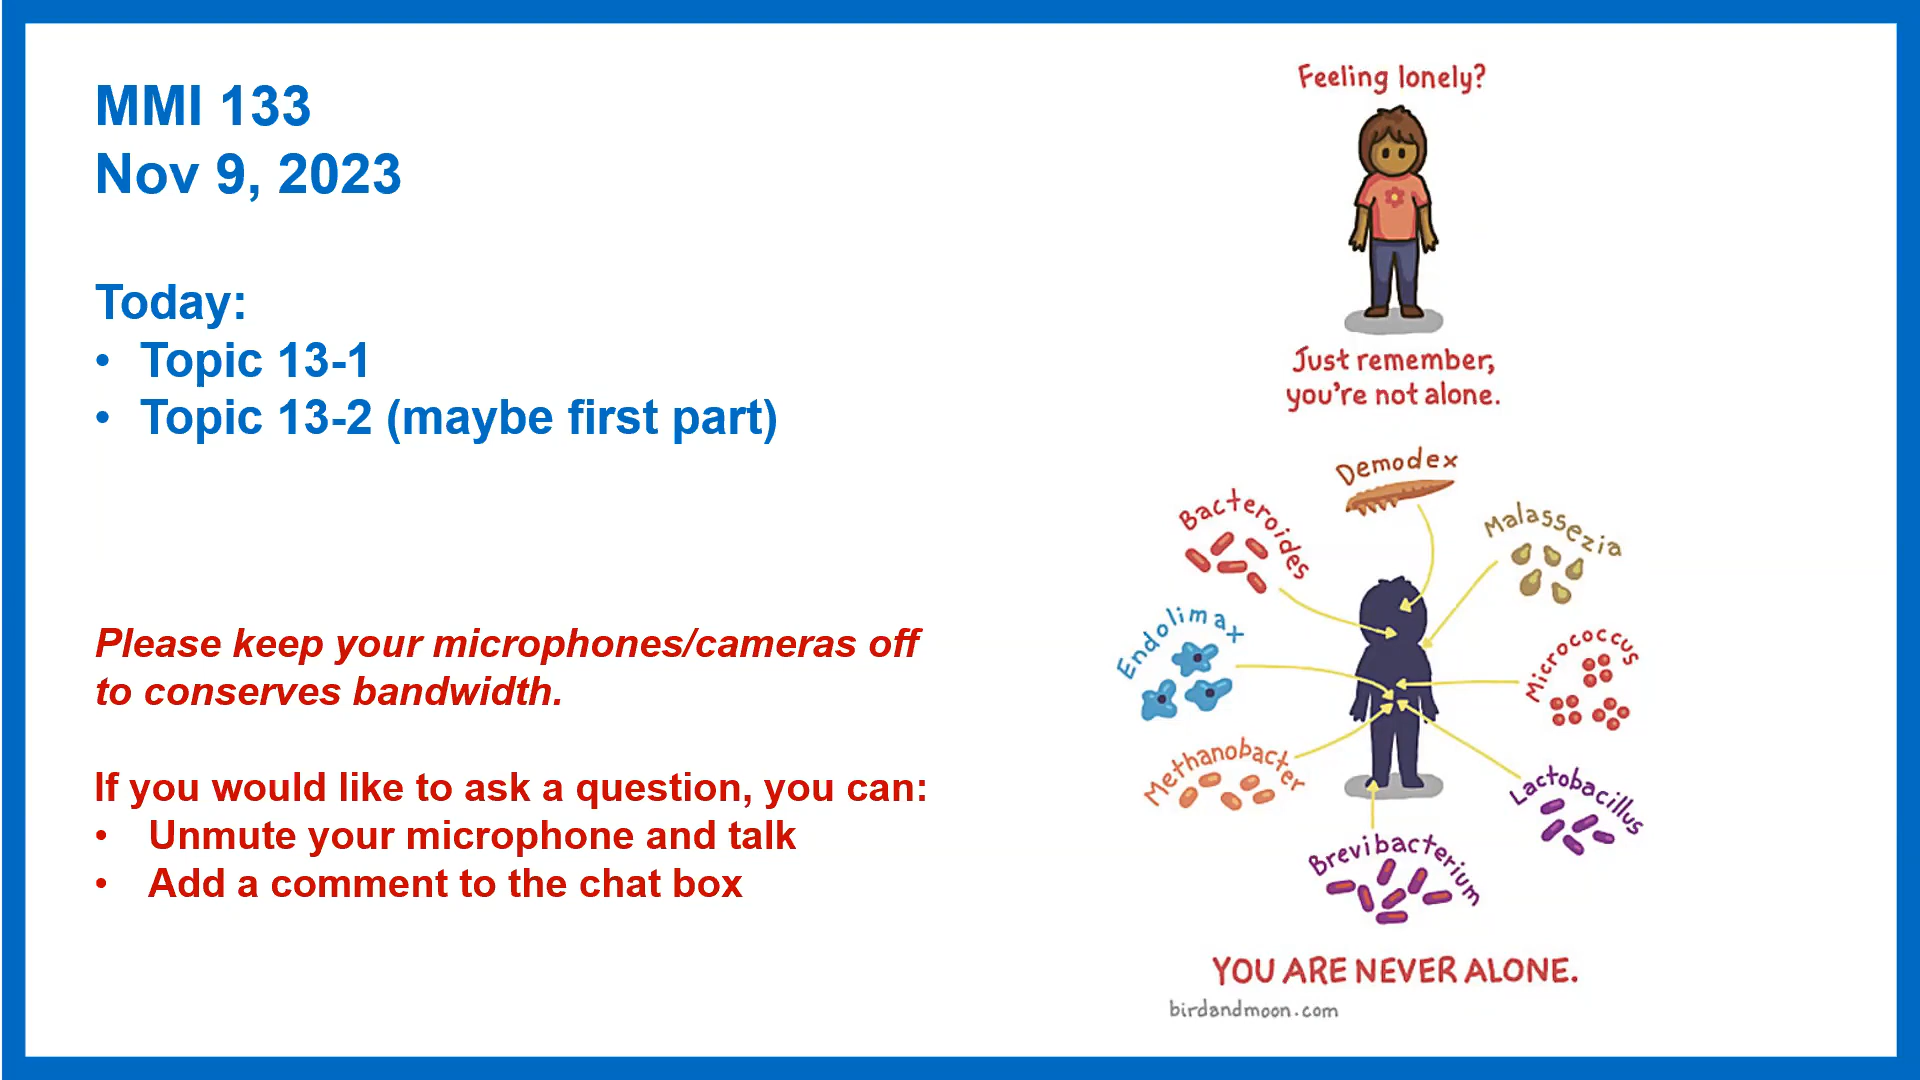 MMI 133
Nov 9, 2023
Today:
• Topic 13-1
• Topic 13-2 (maybe first part)
Please keep your microphones/cameras off
to conserves bandwidth.
If you would like to ask a question, you can:
• Unmute your microphone and talk
• Add a comment to the chat box
Feeling lonely?
Just remember,
you're not alone.
Demodex
Bacteroides
Malassezia
Endolimax
Micrococcus
Methanobacter
Lactobacillus
Brevibacterium
YOU ARE NEVER ALONE.
birdandmoon.com